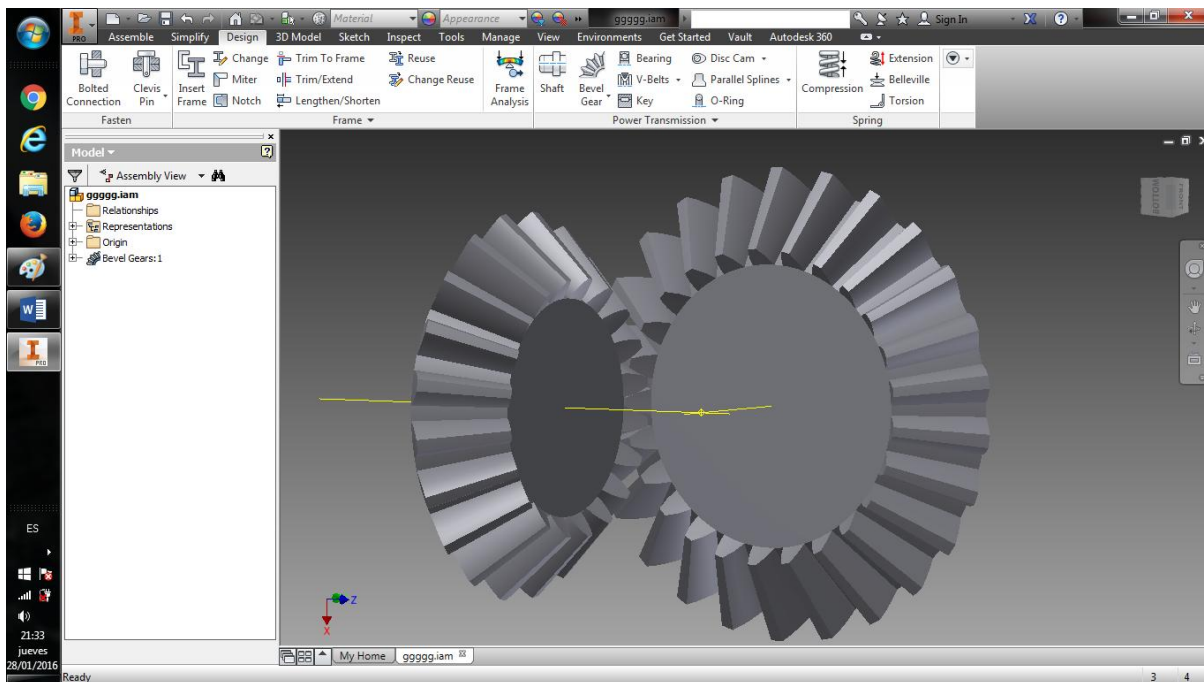 PRO
Material
Appearance
ggggg.iam
Sign In
Assemble Simplify Design 3D Model Sketch Inspect Tools Manage View Environments Get Started Vault Autodesk 360
Bolted Connection
Clevis Pin
Insert Frame
Change
Miter
Notch
Trim To Frame
Trim/Extend
Lengthen/Shorten
Reuse
Change Reuse
Frame Analysis
Shaft
Bevel Gear
Bearing
V-Belts
Key
Disc Cam
Parallel Splines
O-Ring
Compression
Extension
Belleville
Torsion
Fasten
Frame
Power Transmission
Spring
Model
Assembly View
ggggg.iam
Relationships
Representations
Origin
Bevel Gears:1
BOTTOM
FRONT
Z
X
My Home
ggggg.iam
Ready
3 4
W
PRO
ES
21:33
jueves
28/01/2016